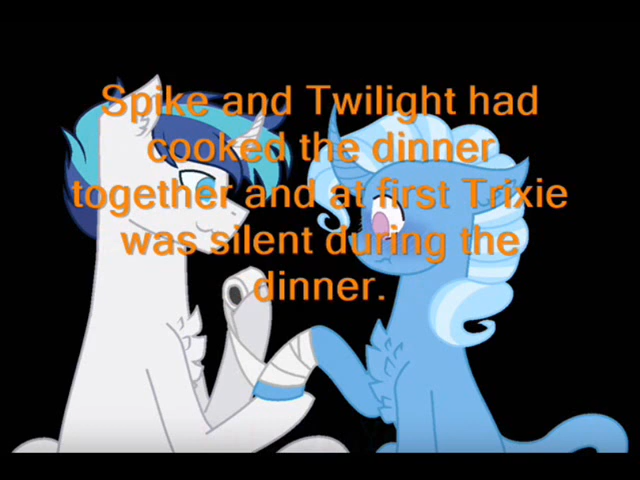 Spike and Twilight had
cooked the dinner
together and at first Trixie
was silent during the
dinner.